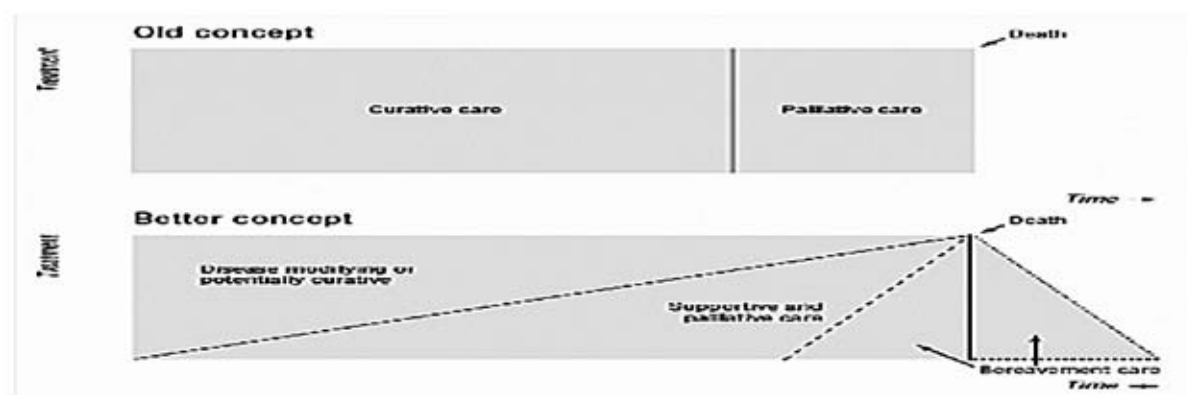 Old concept
Death
Treatment
Curative care
Palliative care
Time
Better concept
Death
Treatment
Disease modifying or
potentially curative
Supportive and
palliative care
Bereavement care
Time